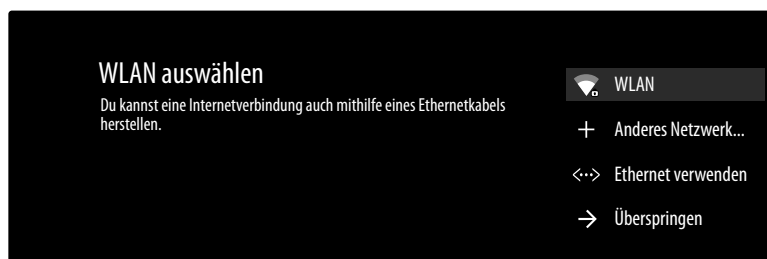 WLAN auswählen
Du kannst eine Internetverbindung auch mithilfe eines Ethernetkabels
herstellen.
WLAN
Anderes Netzwerk...
Ethernet verwenden
Überspringen